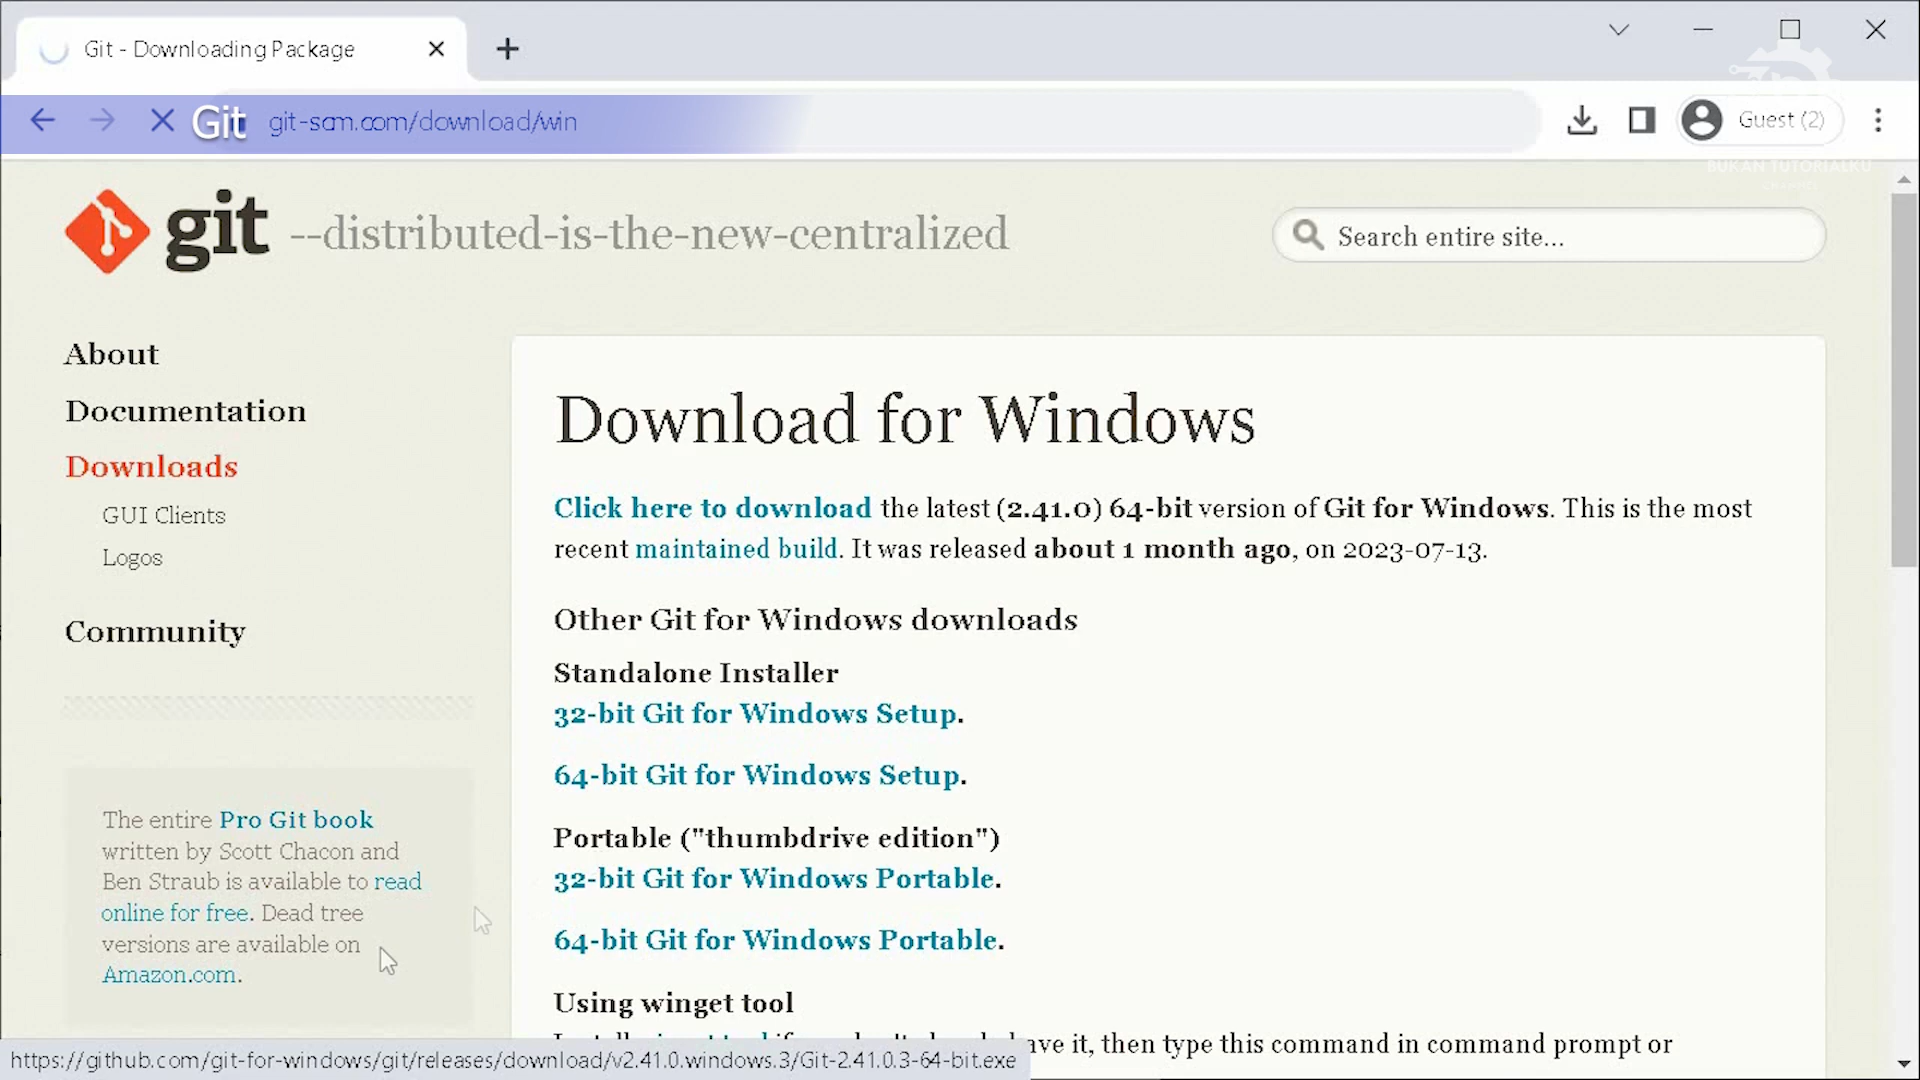 Git - Downloading Package
Git git-scm.com/download/win
Guest (2)
BUKAN TUTORIALKU
CHANNEL
git --distributed-is-the-new-centralized
Search entire site...
About
Documentation
Downloads
GUI Clients
Logos
Community
The entire Pro Git book
written by Scott Chacon and
Ben Straub is available to read
online for free. Dead tree
versions are available on
Amazon.com.
Download for Windows
Click here to download the latest (2.41.0) 64-bit version of Git for Windows. This is the most
recent maintained build. It was released about 1 month ago, on 2023-07-13.
Other Git for Windows downloads
Standalone Installer
32-bit Git for Windows Setup.
64-bit Git for Windows Setup.
Portable ("thumbdrive edition")
32-bit Git for Windows Portable.
64-bit Git for Windows Portable.
Using winget tool
have it, then type this command in command prompt or
https://github.com/git-for-windows/git/releases/download/v2.41.0.windows.3/Git-2.41.0.3-64-bit.exe